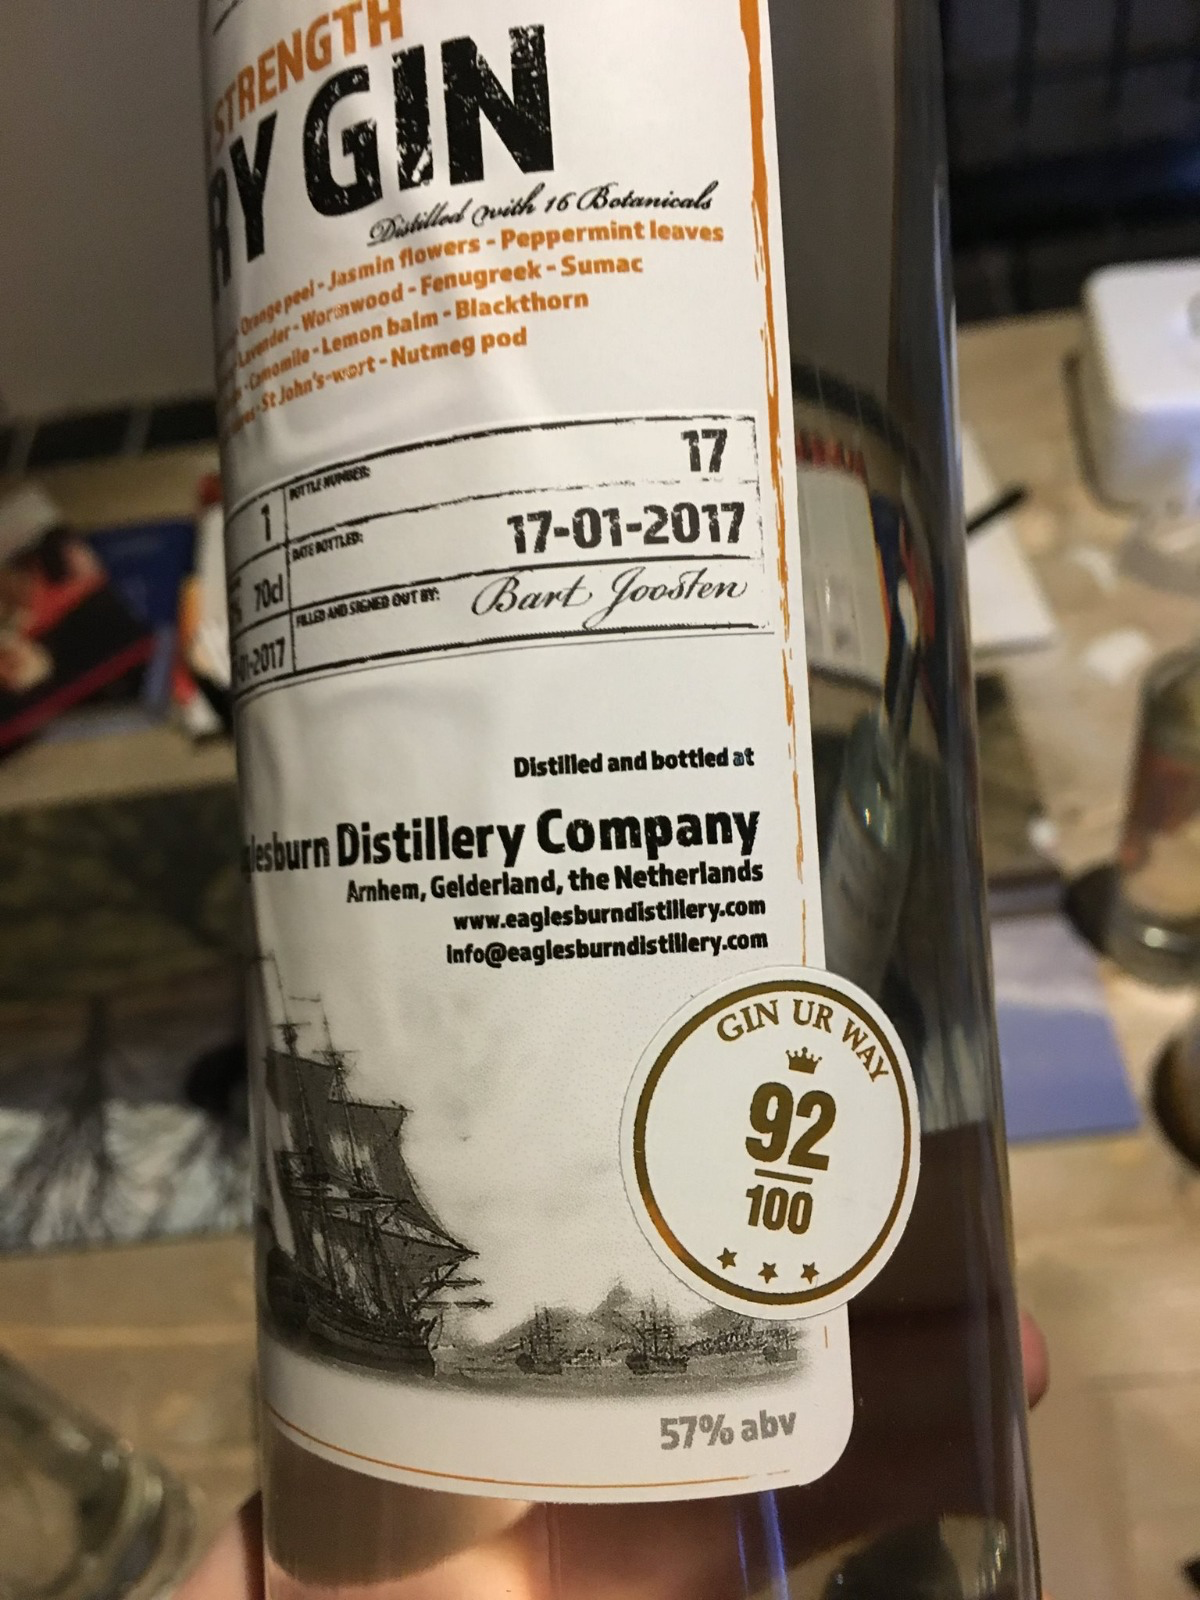 STRENGTH
RY GIN
Distilled with 16 Botanicals
Orange peel - Jasmin flowers - Peppermint leaves
Lavender - Wormwood - Fenugreek - Sumac
Camomile - Lemon balm - Blackthorn
St John's-wort - Nutmeg pod
1 BOTTLE NUMBER: 17
70cl DATE BOTTLED: 17-01-2017
-01-2017 FILLED AND SIGNED OUT BY: Bart Joosten
Distilled and bottled at
glesburn Distillery Company
Arnhem, Gelderland, the Netherlands
www.eaglesburndistillery.com
info@eaglesburndistillery.com
GIN UR WAY
92
100
57% abv